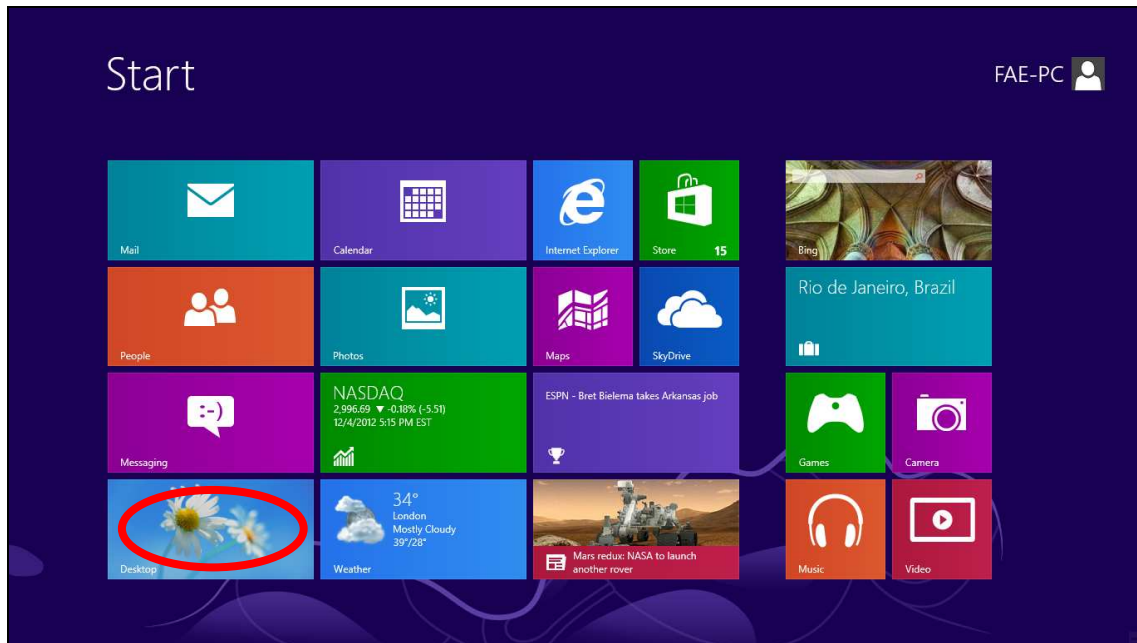 Start
FAE-PC
Mail
Calendar
Internet Explorer
Store 15
Bing
People
Photos
Maps
SkyDrive
Rio de Janeiro, Brazil
Messaging
NASDAQ
2,996.69 ▼ -0.18% (-5.51)
12/4/2012 5:15 PM EST
ESPN - Bret Bielema takes Arkansas job
Games
Camera
Desktop
34°
London
Mostly Cloudy
39°/28°
Weather
Mars redux: NASA to launch
another rover
Music
Video